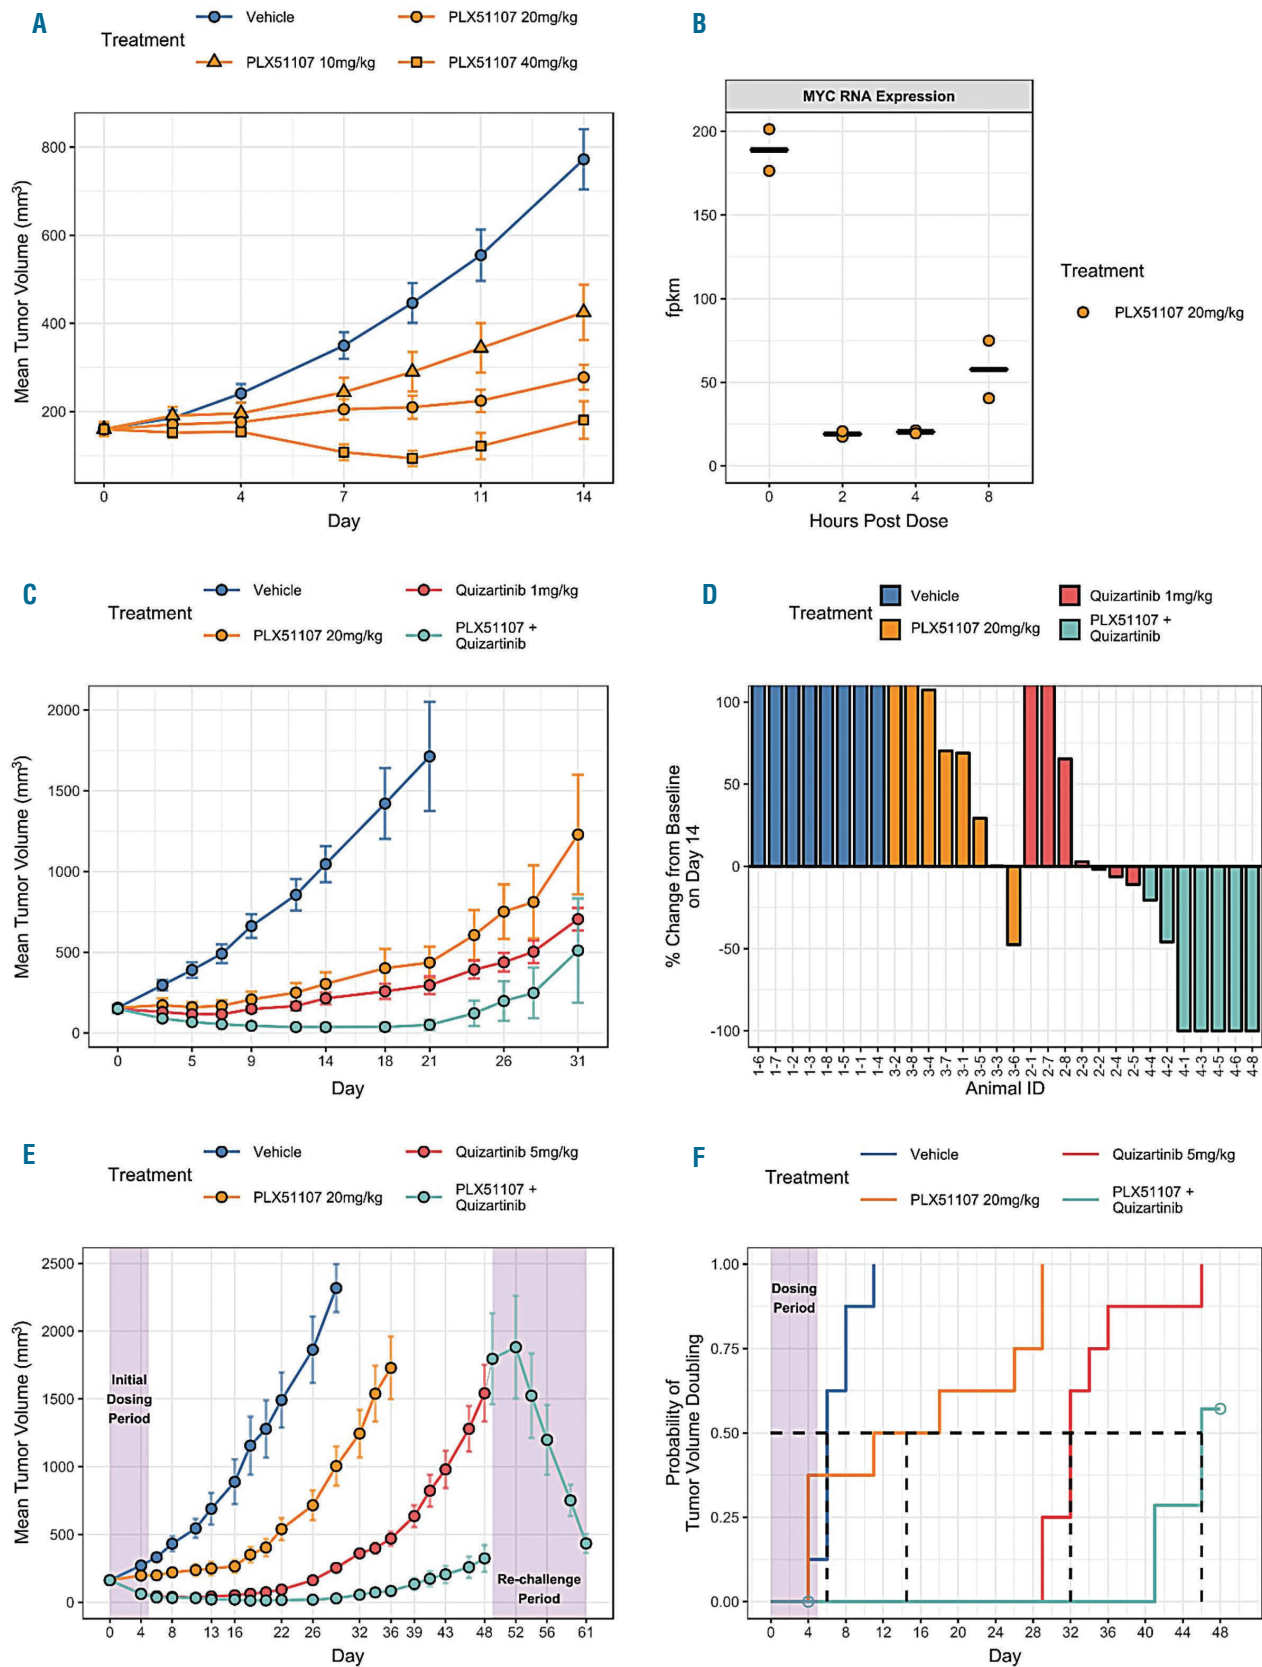 A
Treatment
Vehicle
PLX51107 20mg/kg
PLX51107 10mg/kg
PLX51107 40mg/kg
Mean Tumor Volume (mm³)
800
600
400
200
0 4 7 11 14
Day
B
MYC RNA Expression
fpkm
200
150
100
50
0
0 2 4 8
Hours Post Dose
Treatment
PLX51107 20mg/kg
C
Treatment
Vehicle
Quizartinib 1mg/kg
PLX51107 20mg/kg
PLX51107 +
Quizartinib
Mean Tumor Volume (mm³)
2000
1500
1000
500
0
0 5 9 14 18 21 26 31
Day
D
Treatment
Vehicle
Quizartinib 1mg/kg
PLX51107 20mg/kg
PLX51107 +
Quizartinib
% Change from Baseline
on Day 14
100
50
0
-50
-100
1-6 1-7 1-2 1-3 1-8 1-5 1-1 1-4 3-2 3-8 3-4 3-7 3-1 3-5 3-3 3-6 2-1 2-7 2-8 2-3 2-2 2-4 2-5 4-4 4-2 4-1 4-3 4-5 4-6 4-8
Animal ID
E
Treatment
Vehicle
Quizartinib 5mg/kg
PLX51107 20mg/kg
PLX51107 +
Quizartinib
Mean Tumor Volume (mm³)
2500
2000
1500
1000
500
0
Initial
Dosing
Period
Re-challenge
Period
0 4 8 13 16 22 26 32 36 39 43 48 52 56 61
Day
F
Treatment
Vehicle
Quizartinib 5mg/kg
PLX51107 20mg/kg
PLX51107 +
Quizartinib
Probability of
Tumor Volume Doubling
1.00
0.75
0.50
0.25
0.00
Dosing
Period
0 4 8 12 16 20 24 28 32 36 40 44 48
Day